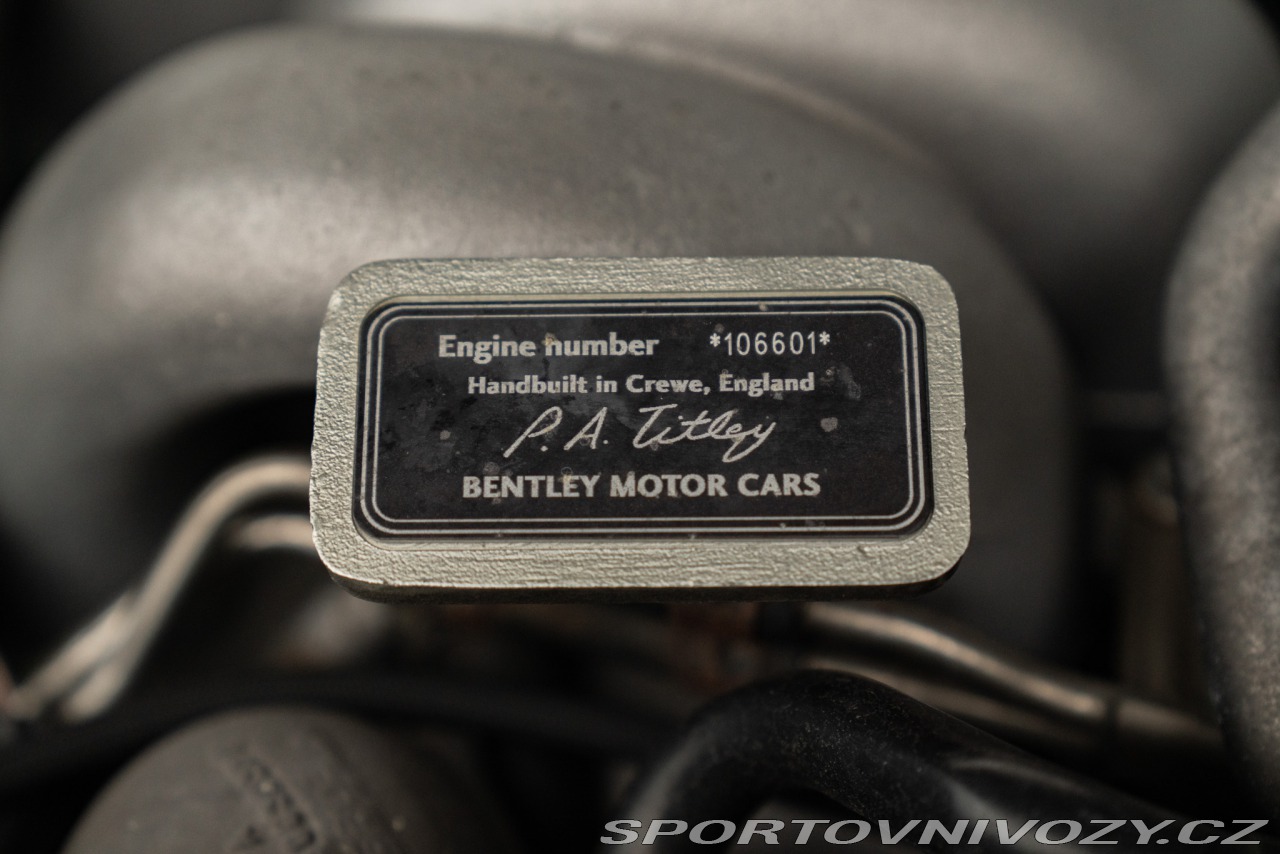 Engine number *106601*
Handbuilt in Crewe, England
P. A. Titley
BENTLEY MOTOR CARS
SPORTOVNIVOZY.CZ